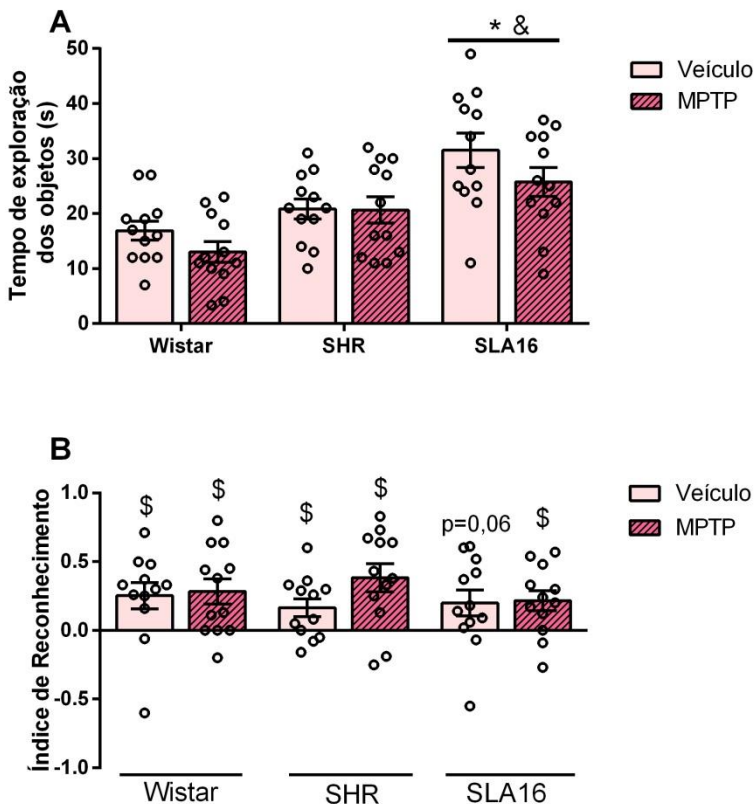 A
* &
Tempo de exploração
dos objetos (s)
50
40
30
20
10
0
Wistar
SHR
SLA16
Veículo
MPTP
B
Índice de Reconhecimento
1.0
0.5
0.0
-0.5
-1.0
$
$
$
$
p=0,06
$
Wistar
SHR
SLA16
Veículo
MPTP